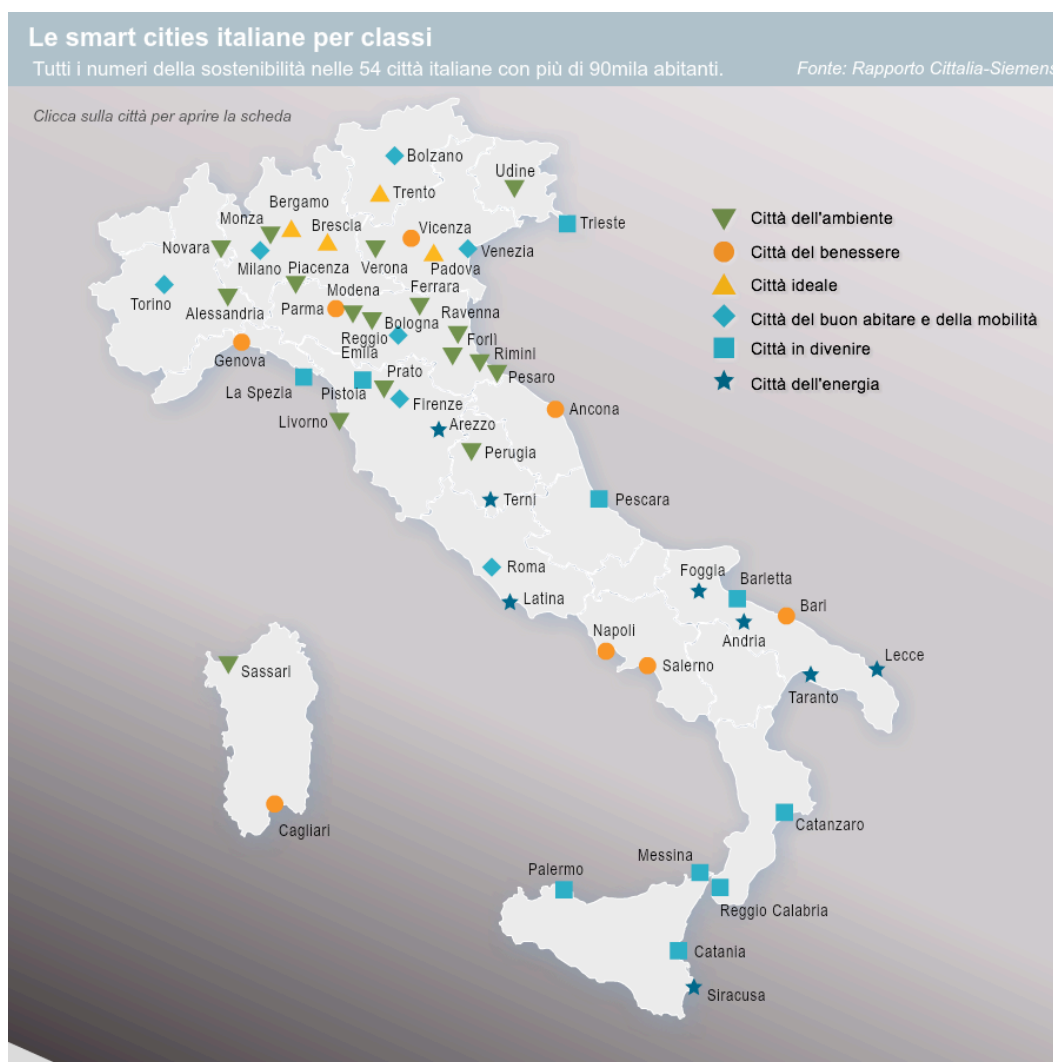 Le smart cities italiane per classi
Tutti i numeri della sostenibilità nelle 54 città italiane con più di 90mila abitanti.
Fonte: Rapporto Cittalia-Siemens
Clicca sulla città per aprire la scheda
Bolzano
Udine
Trento
Bergamo
Monza
Brescia
Vicenza
Trieste
Novara
Milano
Verona
Padova
Venezia
Piacenza
Torino
Alessandria
Modena
Ferrara
Parma
Ravenna
Bologna
Reggio
Emilia
Forlì
Rimini
Genova
Pesaro
La Spezia
Pistoia
Prato
Firenze
Livorno
Arezzo
Ancona
Perugia
Terni
Pescara
Roma
Latina
Foggia
Barletta
Bari
Andria
Napoli
Salerno
Lecce
Taranto
Sassari
Cagliari
Catanzaro
Messina
Palermo
Reggio Calabria
Catania
Siracusa
Città dell'ambiente
Città del benessere
Città ideale
Città del buon abitare e della mobilità
Città in divenire
Città dell'energia